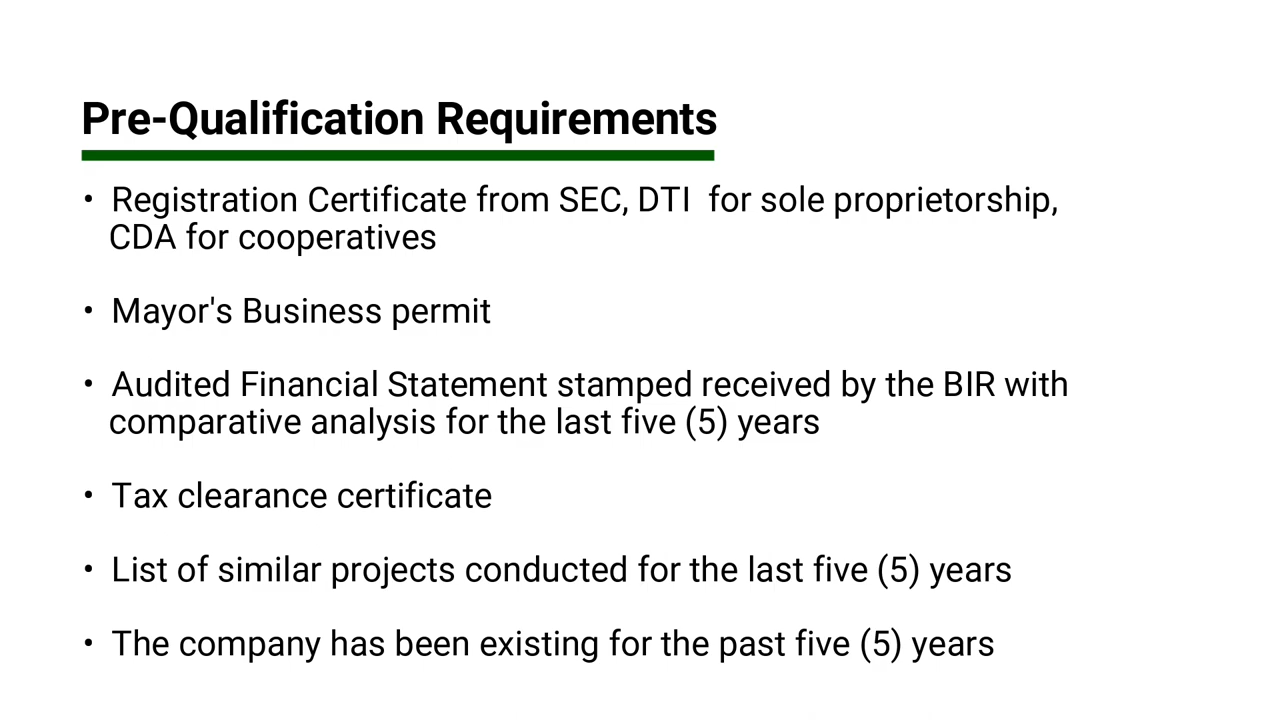 Pre-Qualification Requirements
• Registration Certificate from SEC, DTI  for sole proprietorship,
CDA for cooperatives
• Mayor's Business permit
• Audited Financial Statement stamped received by the BIR with
comparative analysis for the last five (5) years
• Tax clearance certificate
• List of similar projects conducted for the last five (5) years
• The company has been existing for the past five (5) years